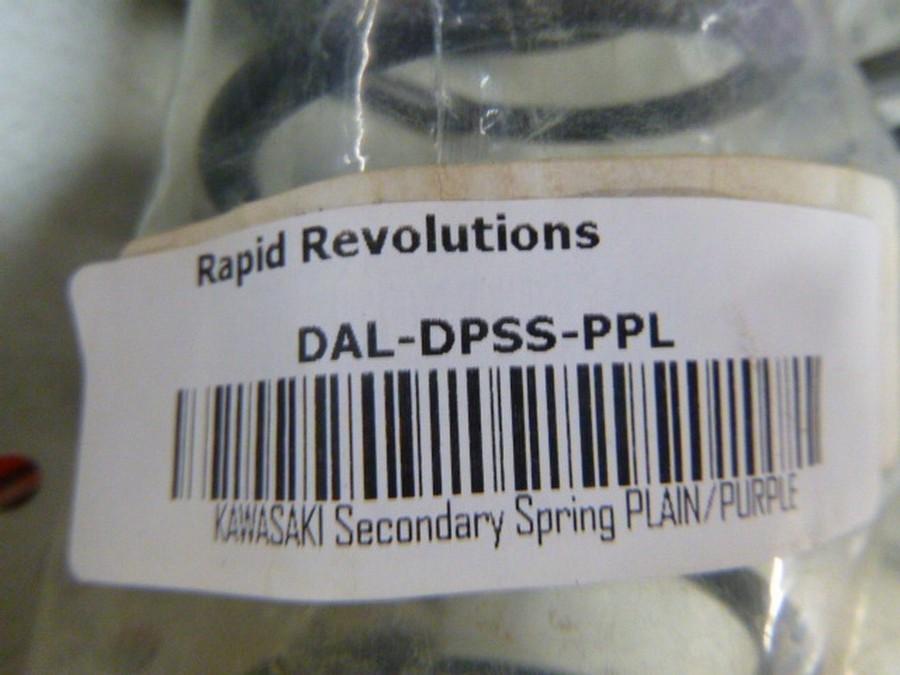 Rapid Revolutions
DAL-DPSS-PPL
KAWASAKI Secondary Spring PLAIN/PURPLE